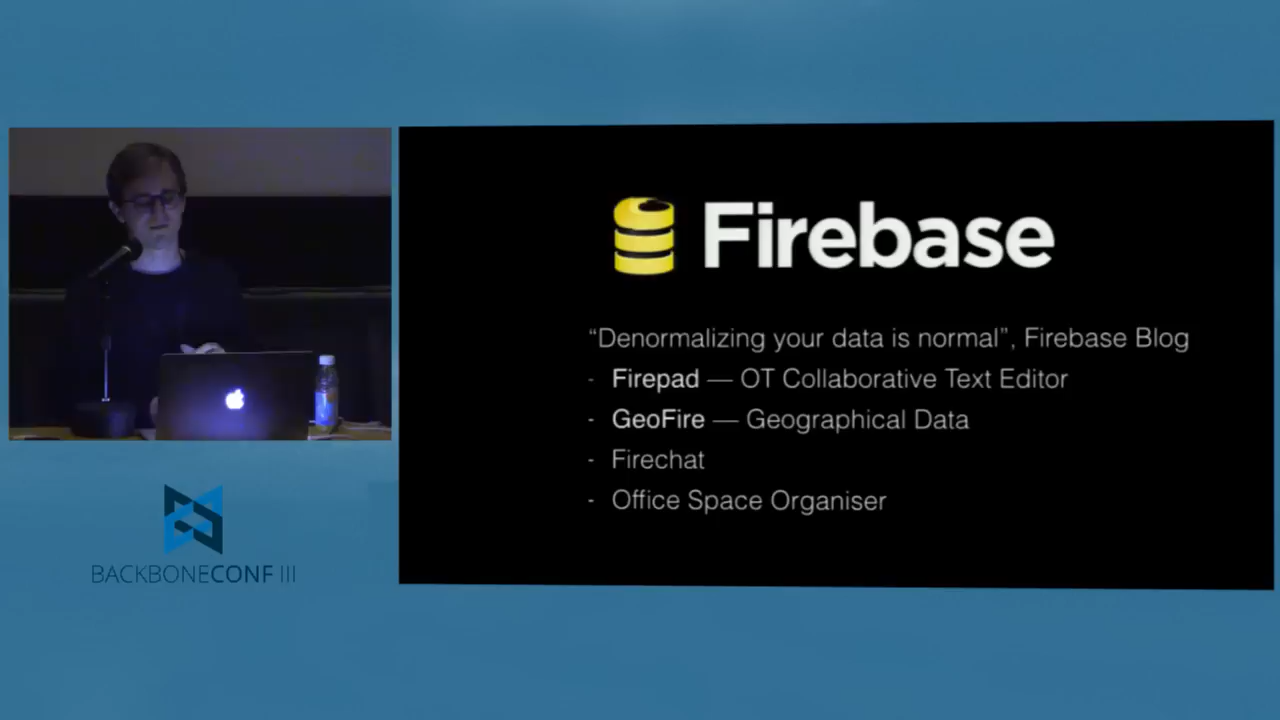 Firebase
“Denormalizing your data is normal”, Firebase Blog
- Firepad — OT Collaborative Text Editor
- GeoFire — Geographical Data
- Firechat
- Office Space Organiser
BACKBONECONF III